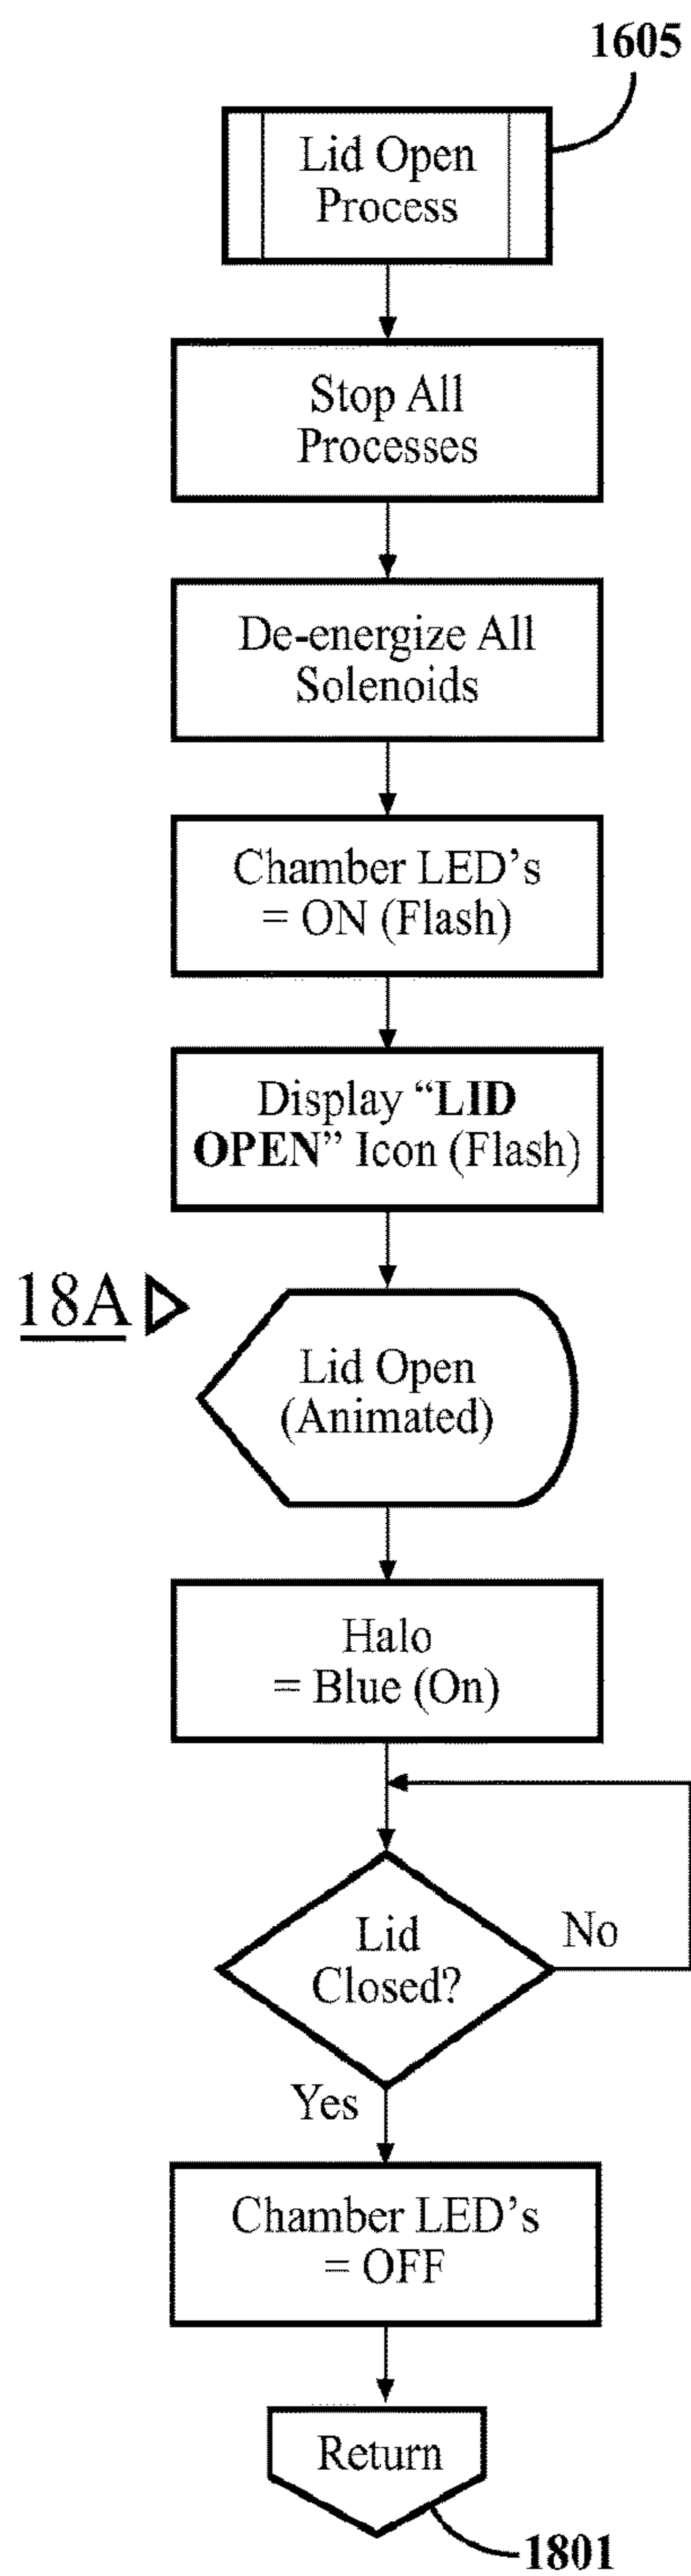 1605
Lid Open
Process
Stop All
Processes
De-energize All
Solenoids
Chamber LED’s
= ON (Flash)
Display “LID
OPEN” Icon (Flash)
18A
Lid Open
(Animated)
Halo
= Blue (On)
Lid
Closed?
No
Yes
Chamber LED’s
= OFF
Return
1801